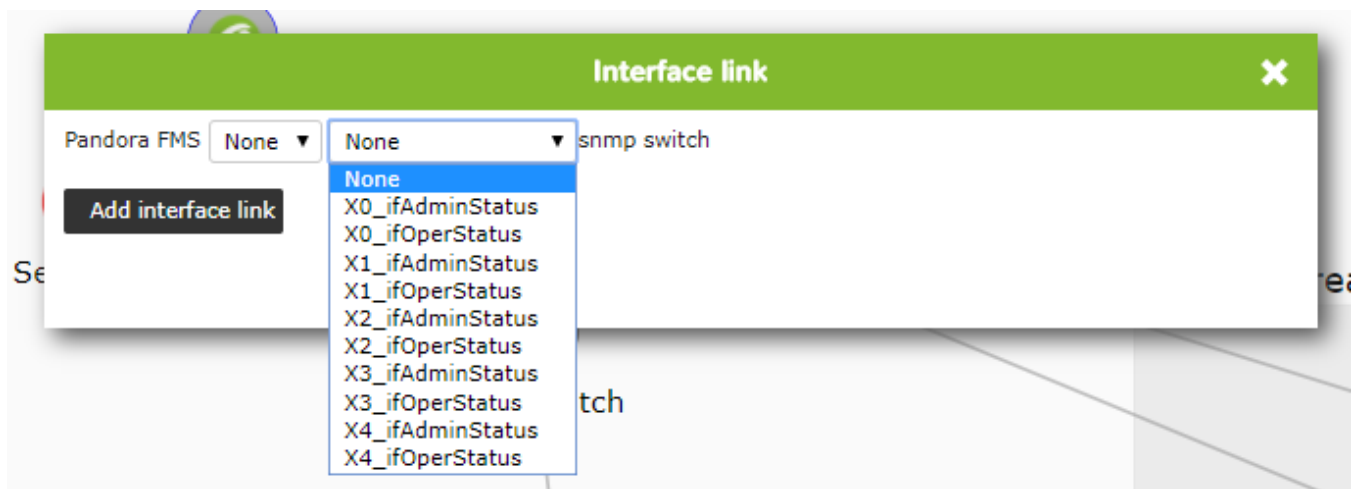 Interface link
Pandora FMS None None snmp switch
None
X0_ifAdminStatus
Add interface link
X0_ifOperStatus
X1_ifAdminStatus
Se
X1_ifOperStatus
X2_ifAdminStatus
X2_ifOperStatus
X3_ifAdminStatus
X3_ifOperStatus
tch
X4_ifAdminStatus
X4_ifOperStatus